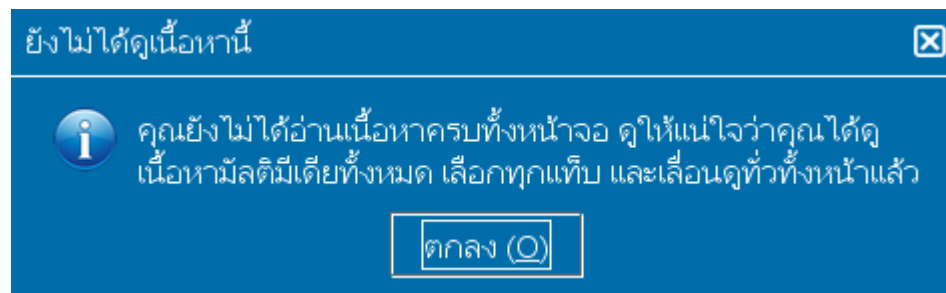 ยังไม่ได้ดูเนื้อหานี้
คุณยังไม่ได้อ่านเนื้อหาครบทั้งหน้าจอ ดูให้แน่ใจว่าคุณได้ดู
เนื้อหามัลติมีเดียทั้งหมด เลือกทุกแท็บ และเลื่อนดูทั่วทั้งหน้าแล้ว
ตกลง (O)